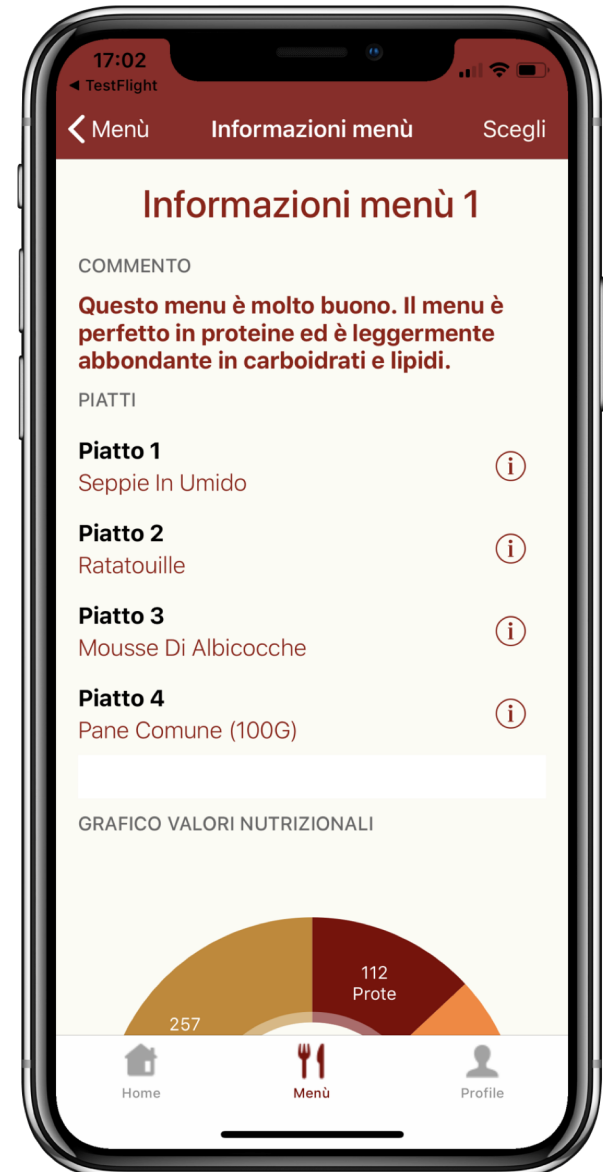 17:02
◀ TestFlight
Menù
Informazioni menù
Scegli
Informazioni menù 1
COMMENTO
Questo menu è molto buono. Il menu è
perfetto in proteine ed è leggermente
abbondante in carboidrati e lipidi.
PIATTI
Piatto 1
Seppie In Umido
Piatto 2
Ratatouille
Piatto 3
Mousse Di Albicocche
Piatto 4
Pane Comune (100G)
GRAFICO VALORI NUTRIZIONALI
112
Prote
257
Home
Menù
Profile